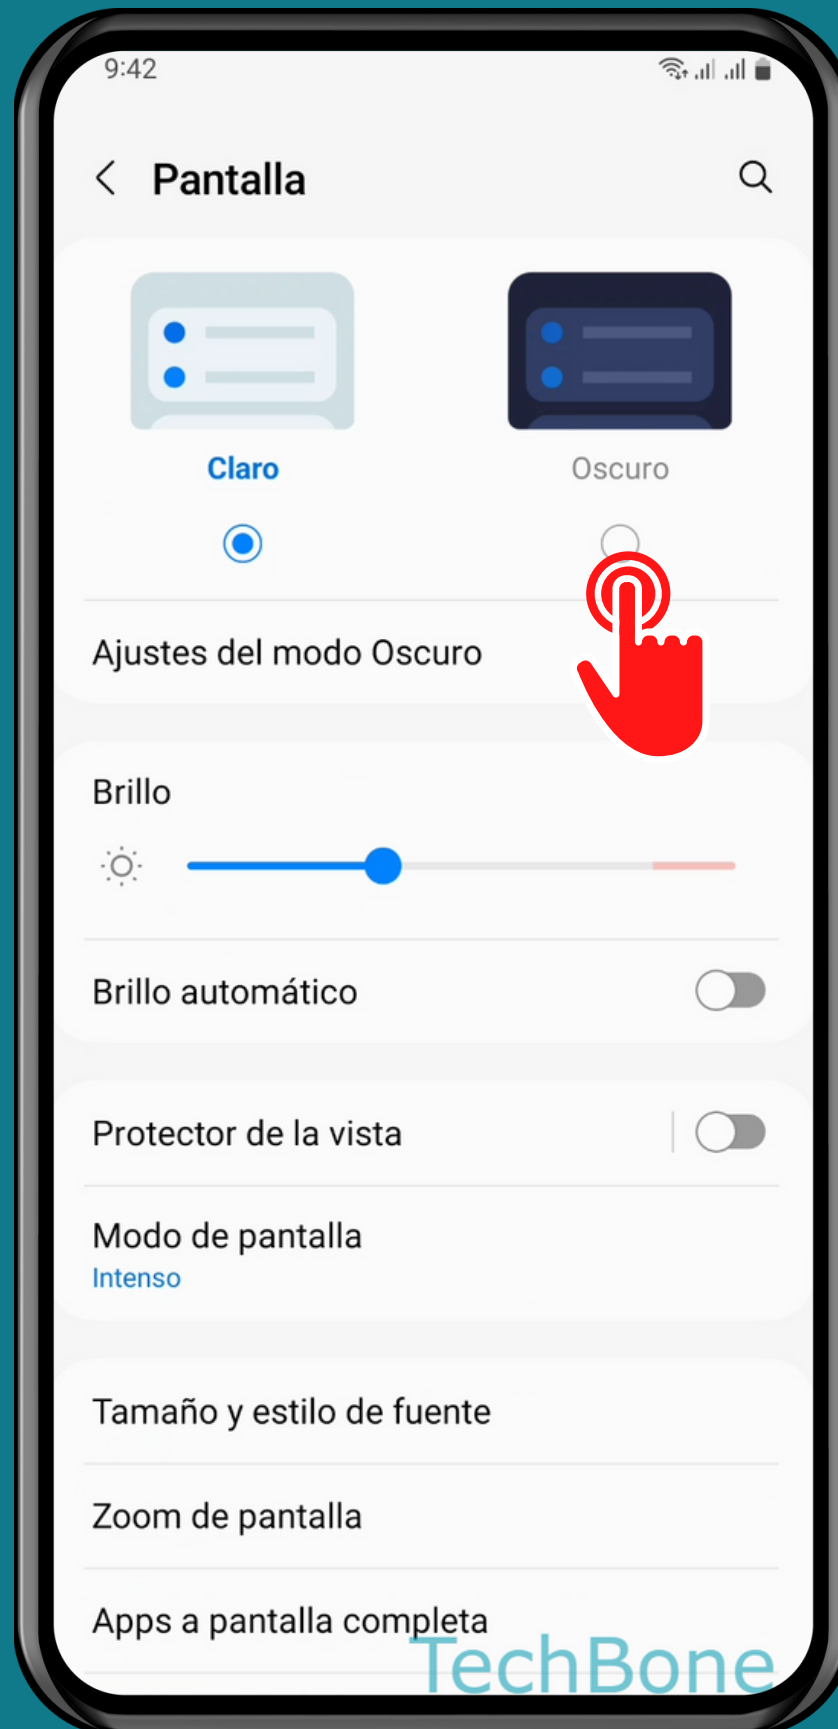 9:42
Pantalla
Claro
Oscuro
Ajustes del modo Oscuro
Brillo
Brillo automático
Protector de la vista
Modo de pantalla
Intenso
Tamaño y estilo de fuente
Zoom de pantalla
Apps a pantalla completa
TechBone